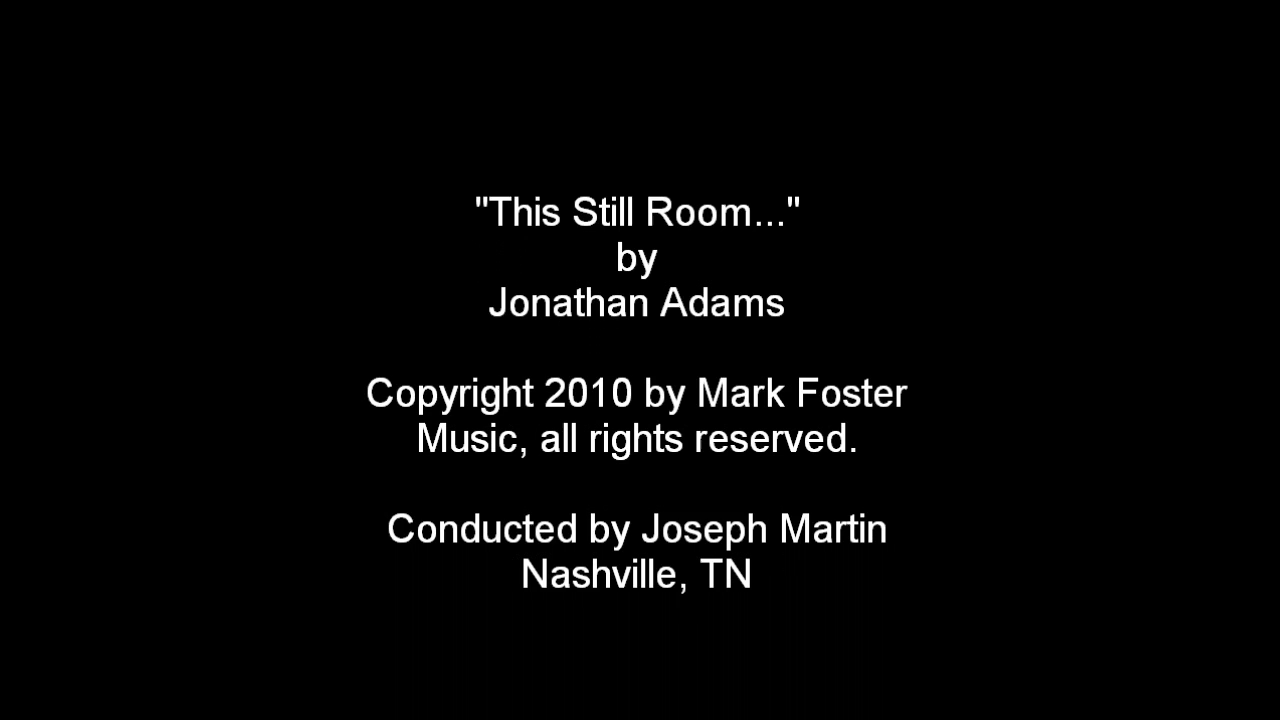 "This Still Room..."
by
Jonathan Adams
Copyright 2010 by Mark Foster
Music, all rights reserved.
Conducted by Joseph Martin
Nashville, TN